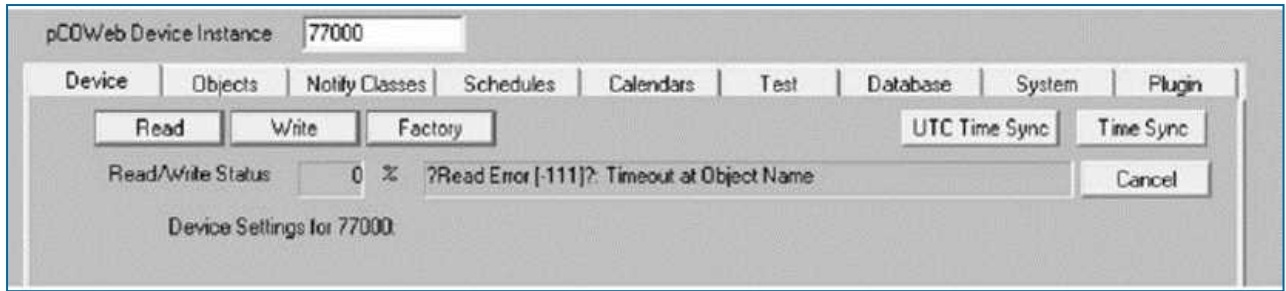 pCOWeb Device Instance 77000
Device Objects Notify Classes Schedules Calendars Test Database System Plugin
Read Write Factory UTC Time Sync Time Sync
Read/Write Status 0 % ?Read Error [-111]?: Timeout at Object Name Cancel
Device Settings for 77000: